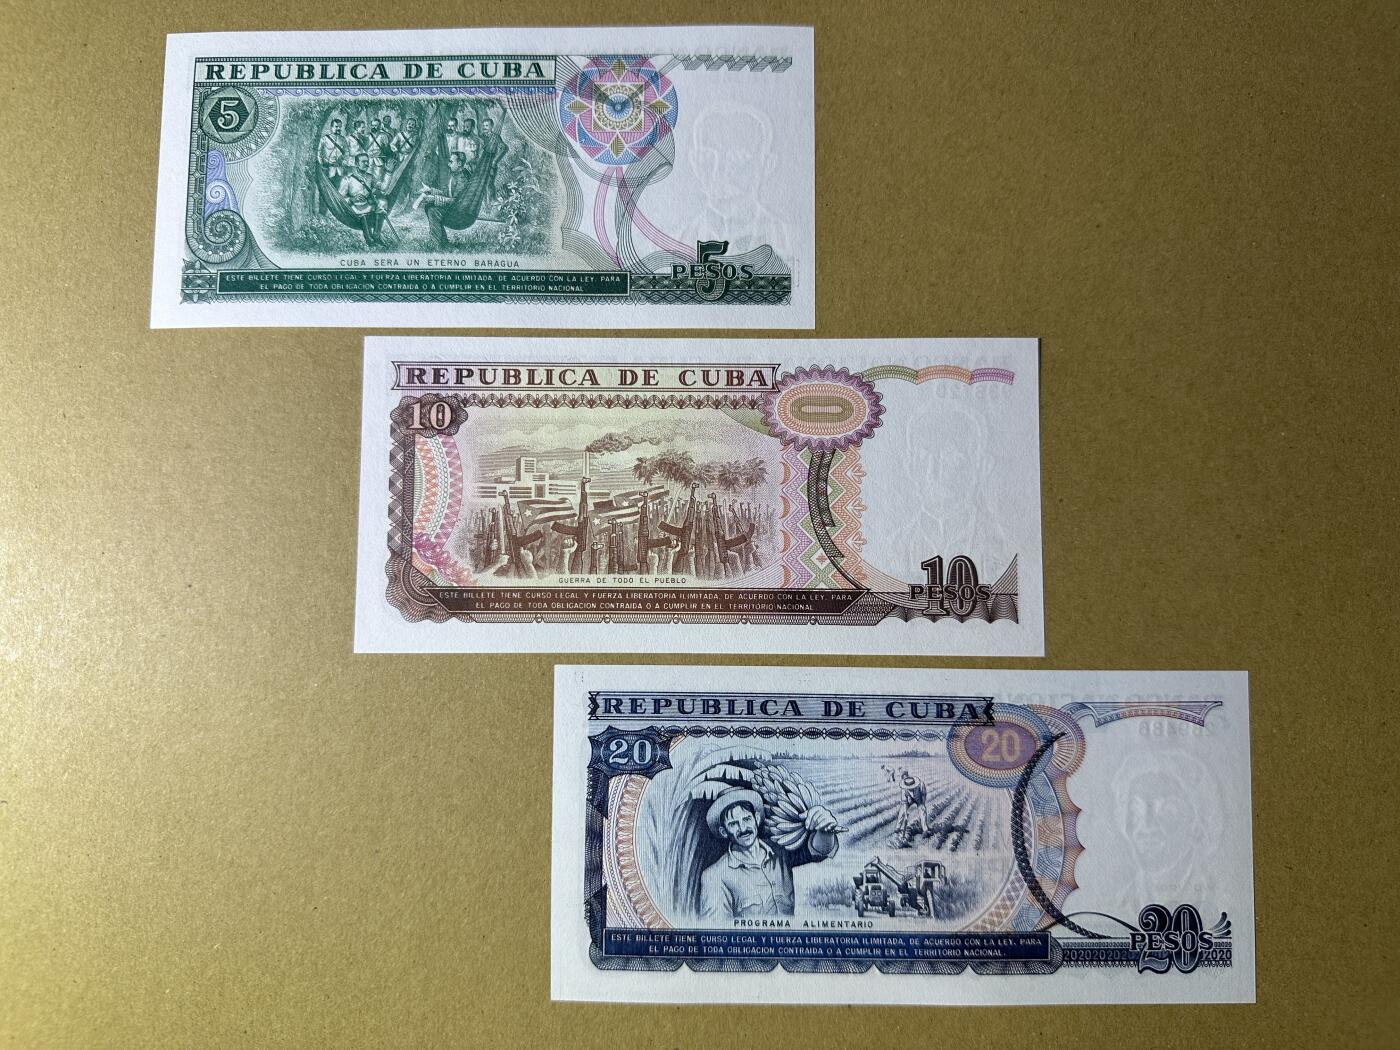 REPUBLICA DE CUBA
5
CUBA SERA UN ETERNO BARAGUA
ESTE BILLETE TIENE CURSO LEGAL Y FUERZA LIBERATORIA ILIMITADA, DE ACUERDO CON LA LEY, PARA
EL PAGO DE TODA OBLIGACION CONTRAIDA O A CUMPLIR EN EL TERRITORIO NACIONAL
5
PESOS
REPUBLICA DE CUBA
10
GUERRA DE TODO EL PUEBLO
ESTE BILLETE TIENE CURSO LEGAL Y FUERZA LIBERATORIA ILIMITADA, DE ACUERDO CON LA LEY, PARA
EL PAGO DE TODA OBLIGACION CONTRAIDA O A CUMPLIR EN EL TERRITORIO NACIONAL
10
PESOS
REPUBLICA DE CUBA
20
20
PROGRAMA ALIMENTARIO
ESTE BILLETE TIENE CURSO LEGAL Y FUERZA LIBERATORIA ILIMITADA, DE ACUERDO CON LA LEY, PARA
EL PAGO DE TODA OBLIGACION CONTRAIDA O A CUMPLIR EN EL TERRITORIO NACIONAL.
20
PESOS